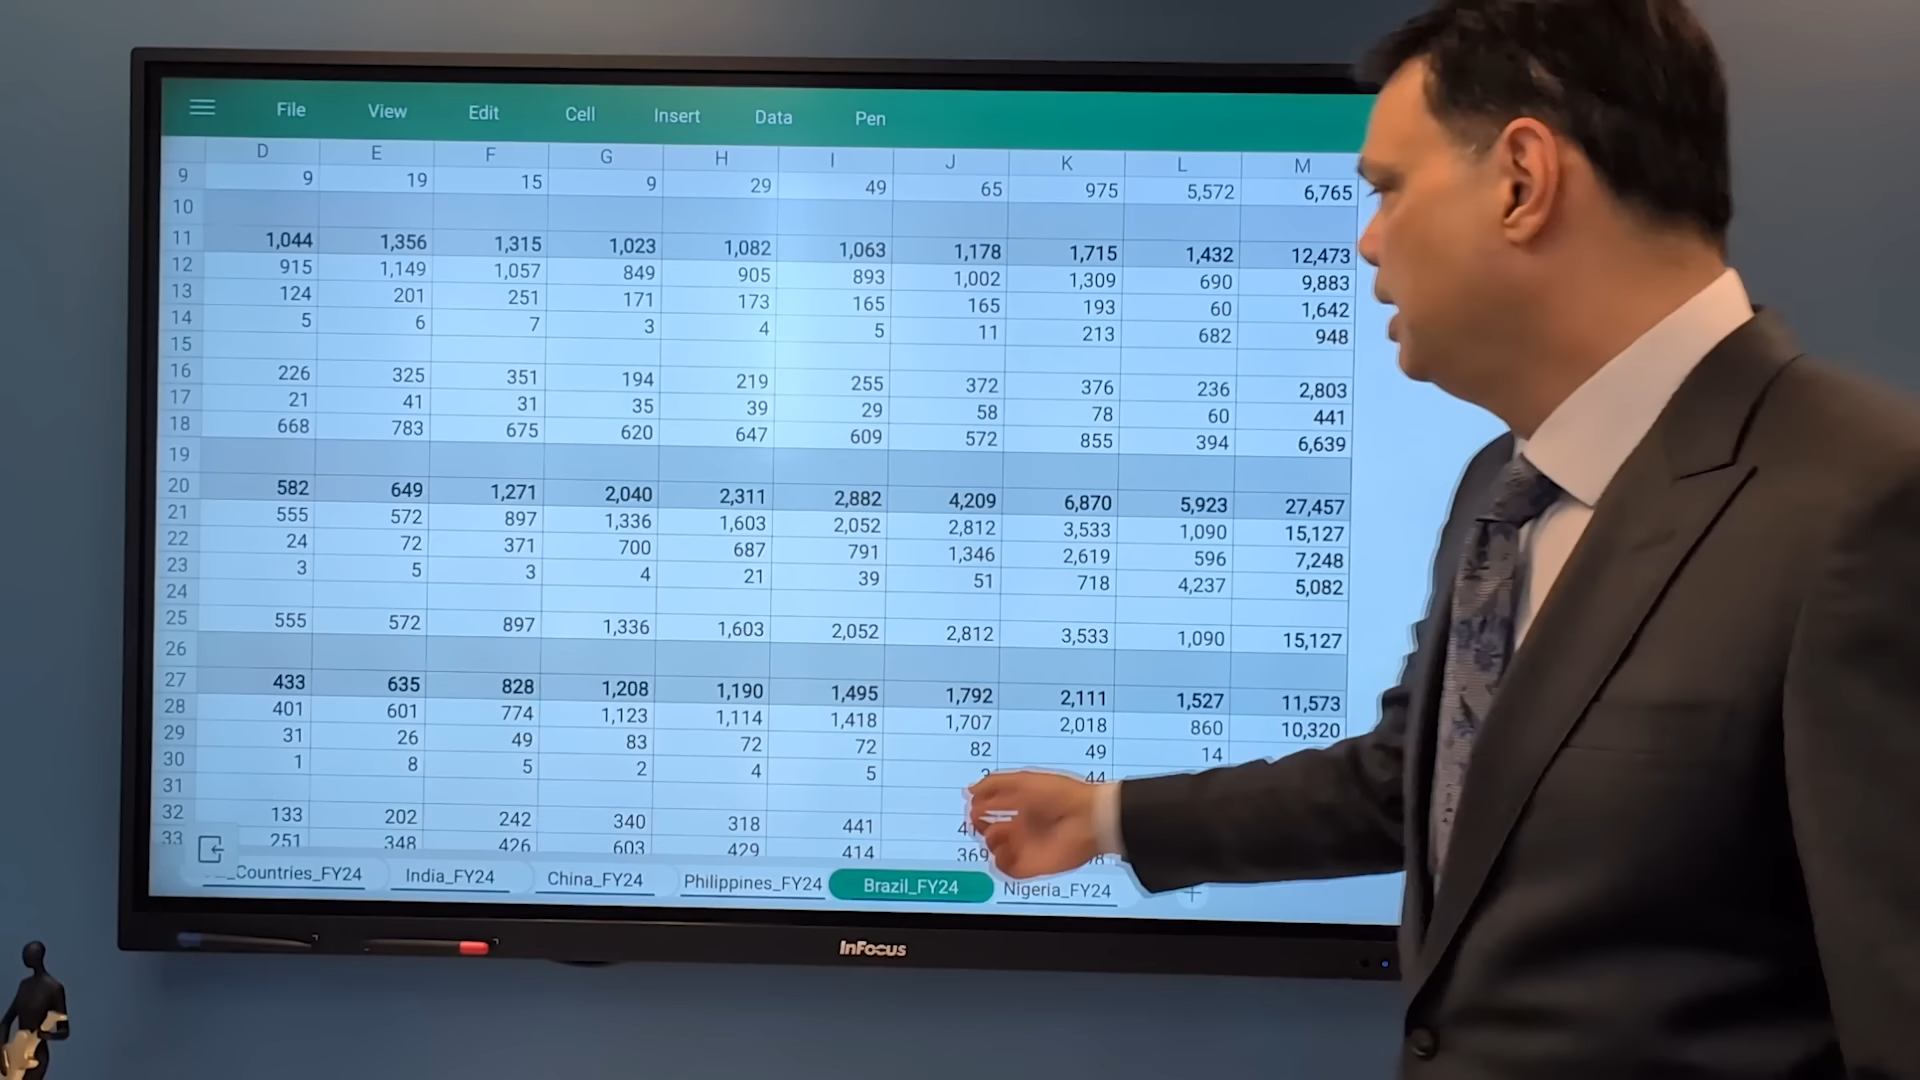 File View Edit Cell Insert Data Pen
D E F G H I J K L M
9 9 19 15 9 29 49 65 975 5,572 6,765
10
11 1,044 1,356 1,315 1,023 1,082 1,063 1,178 1,715 1,432 12,473
12 915 1,149 1,057 849 905 893 1,002 1,309 690 9,883
13 124 201 251 171 173 165 165 193 60 1,642
14 5 6 7 3 4 5 11 213 682 948
15
16 226 325 351 194 219 255 372 376 236 2,803
17 21 41 31 35 39 29 58 78 60 441
18 668 783 675 620 647 609 572 855 394 6,639
19
20 582 649 1,271 2,040 2,311 2,882 4,209 6,870 5,923 27,457
21 555 572 897 1,336 1,603 2,052 2,812 3,533 1,090 15,127
22 24 72 371 700 687 791 1,346 2,619 596 7,248
23 3 5 3 4 21 39 51 718 4,237 5,082
24
25 555 572 897 1,336 1,603 2,052 2,812 3,533 1,090 15,127
26
27 433 635 828 1,208 1,190 1,495 1,792 2,111 1,527 11,573
28 401 601 774 1,123 1,114 1,418 1,707 2,018 860 10,320
29 31 26 49 83 72 72 82 49 14
30 1 8 5 2 4 5 44
31
32 133 202 242 340 318 441
33 251 348 426 603 429 414 369
Countries_FY24 India_FY24 China_FY24 Philippines_FY24 Brazil_FY24 Nigeria_FY24 +
InFocus